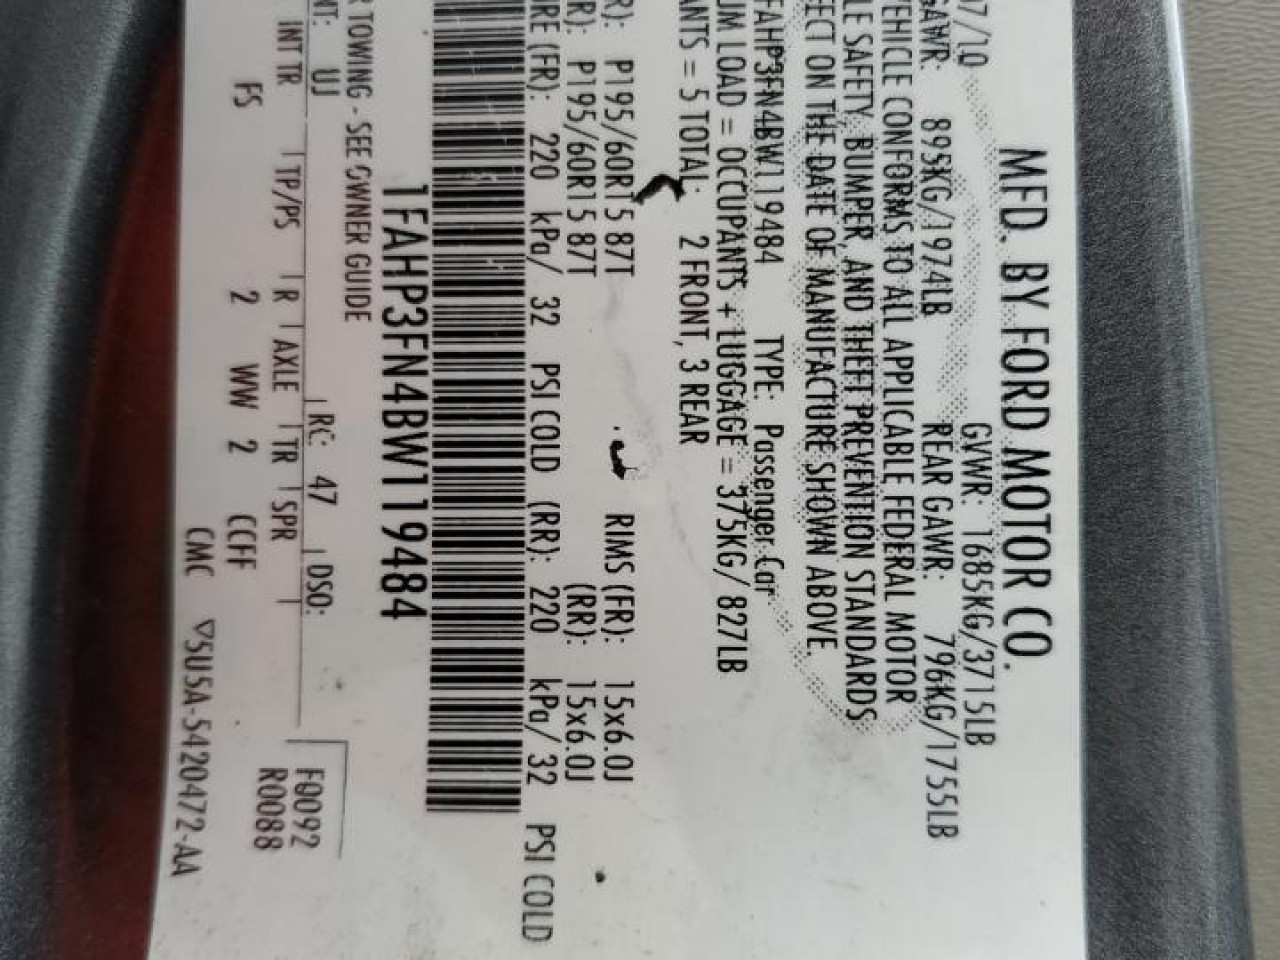 MFD. BY FORD MOTOR CO.
07/10 GVWR: 1685KG/3715LB
GAWR: 895KG/1974LB REAR GAWR: 796KG/1755LB
VEHICLE CONFORMS TO ALL APPLICABLE FEDERAL MOTOR
LE SAFETY, BUMPER, AND THEFT PREVENTION STANDARDS
FECT ON THE DATE OF MANUFACTURE SHOWN ABOVE.
FAHP3FN4BW119484 TYPE: Passenger Car
UM LOAD = OCCUPANTS + LUGGAGE = 375KG/ 827LB
ANTS = 5 TOTAL: 2 FRONT, 3 REAR
R): P195/60R15 87T RIMS (FR): 15x6.0J
R): P195/60R15 87T (RR): 15x6.0J
RE (FR): 220 kPa/ 32 PSI COLD (RR): 220 kPa/ 32 PSI COLD
1FAHP3FN4BW119484
R TOWING - SEE OWNER GUIDE
NT: UJ RC: 47 DSO:
F0092
INT TR TP/PS R AXLE TR SPR
R0088
FS 2 WW 2 CCFF
CMC ▽5U5A-5420472-AA